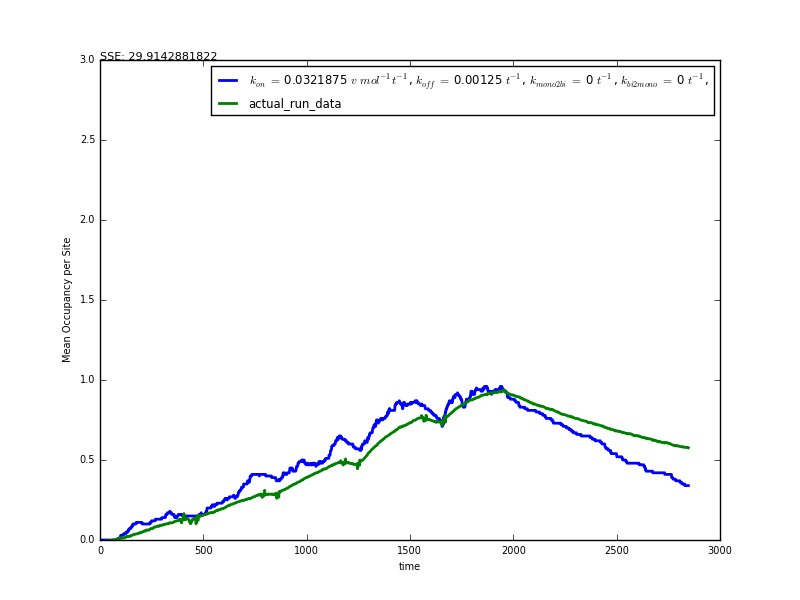 SSE: 29.9142881822
k_on = 0.0321875 v mol^-1 t^-1, k_off = 0.00125 t^-1, k_mono2bi = 0 t^-1, k_bi2mono = 0 t^-1,
actual_run_data
3.0
2.5
2.0
1.5
1.0
0.5
0.0
Mean Occupancy per Site
0 500 1000 1500 2000 2500 3000
time